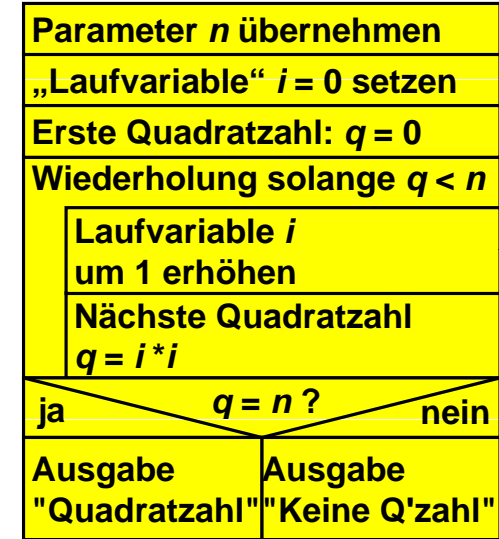 Parameter n übernehmen
„Laufvariable“ i = 0 setzen
Erste Quadratzahl: q = 0
Wiederholung solange q < n
Laufvariable i
um 1 erhöhen
Nächste Quadratzahl
q = i*i
q = n ?
ja
nein
Ausgabe
"Quadratzahl"
Ausgabe
"Keine Q'zahl"